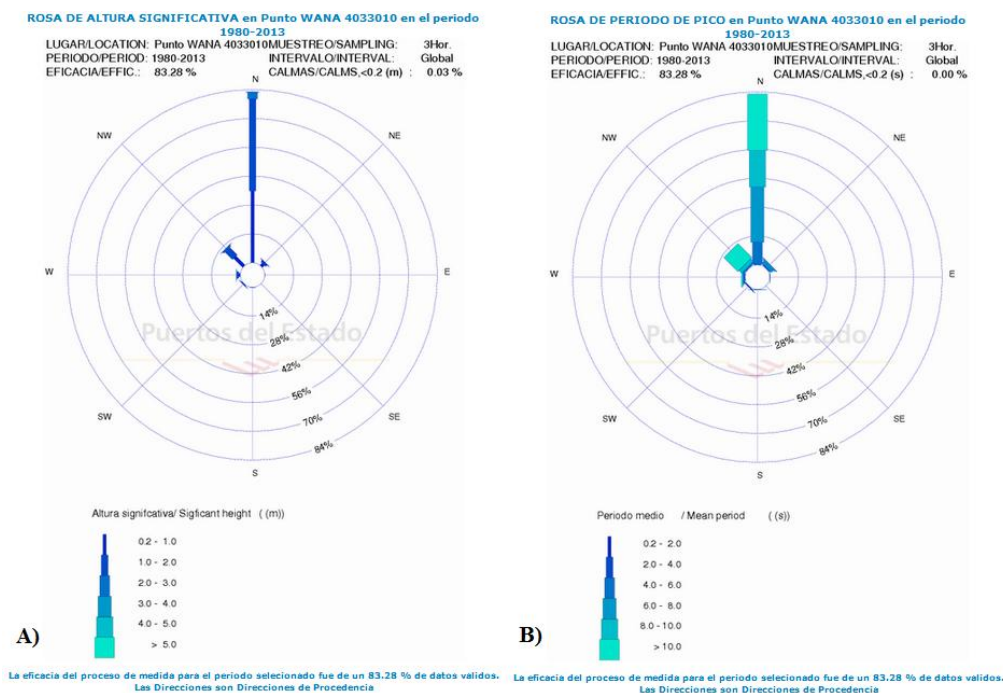 ROSA DE ALTURA SIGNIFICATIVA en Punto WANA 4033010 en el periodo
1980-2013
LUGAR/LOCATION: Punto WANA 4033010 MUESTREO/SAMPLING: 3Hor.
PERIODO/PERIOD: 1980-2013 INTERVALO/INTERVAL: Global
EFICACIA/EFFIC.: 83.28 % CALMAS/CALMS,<0.2 (m) : 0.03 %
N
NW NE
W E
14%
Puertos del Estado
28%
42%
56%
SW SE
70%
84%
S
Altura signifcativa/ Sigficant height ( (m))
0.2 - 1.0
1.0 - 2.0
2.0 - 3.0
3.0 - 4.0
4.0 - 5.0
> 5.0
A)
La eficacia del proceso de medida para el periodo selecionado fue de un 83.28 % de datos validos.
Las Direcciones son Direcciones de Procedencia
ROSA DE PERIODO DE PICO en Punto WANA 4033010 en el periodo
1980-2013
LUGAR/LOCATION: Punto WANA 4033010 MUESTREO/SAMPLING: 3Hor.
PERIODO/PERIOD: 1980-2013 INTERVALO/INTERVAL: Global
EFICACIA/EFFIC.: 83.28 % CALMAS/CALMS,<0.2 (s) : 0.00 %
N
NW NE
W E
14%
Puertos del Estado
28%
42%
56%
SW SE
70%
84%
S
Periodo medio / Mean period ( (s))
0.2 - 2.0
2.0 - 4.0
4.0 - 6.0
6.0 - 8.0
8.0 - 10.0
> 10.0
B)
La eficacia del proceso de medida para el periodo selecionado fue de un 83.28 % de datos validos.
Las Direcciones son Direcciones de Procedencia